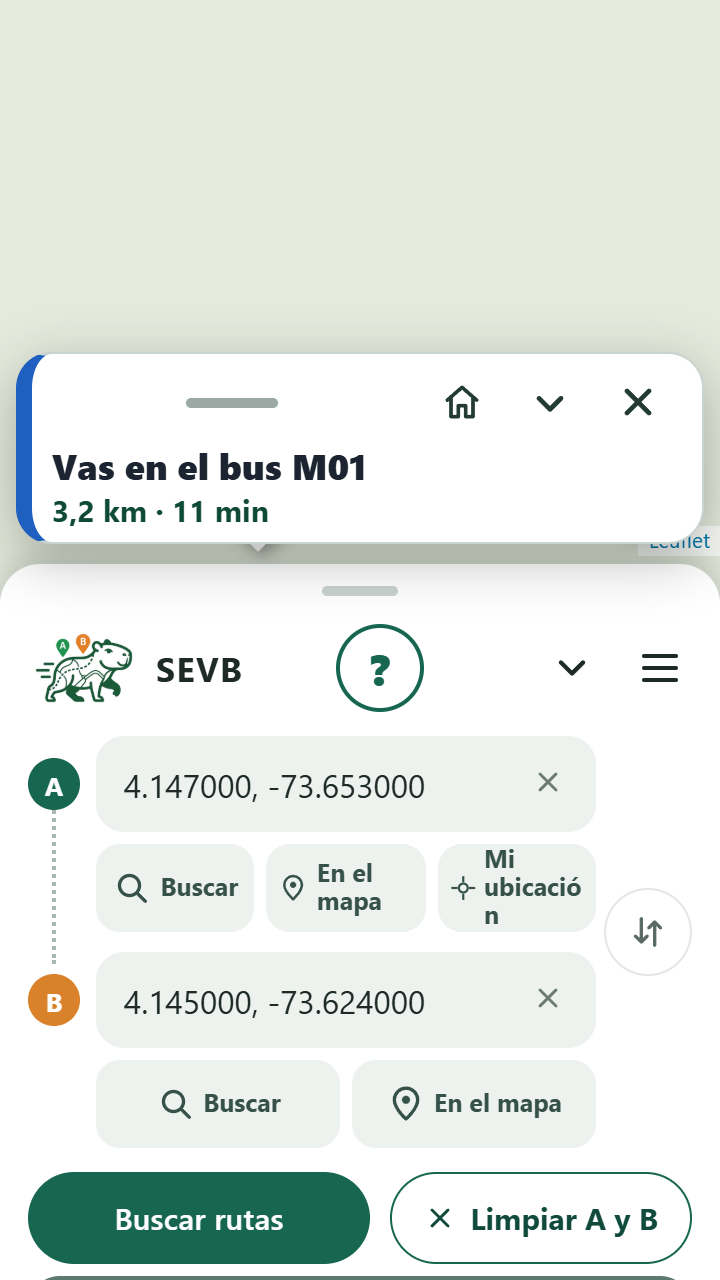 Vas en el bus M01
3,2 km · 11 min
Leaflet
A B
SEVB
?
A
4.147000, -73.653000
Buscar
En el
mapa
Mi
ubicació
n
B
4.145000, -73.624000
Buscar
En el mapa
Buscar rutas
Limpiar A y B